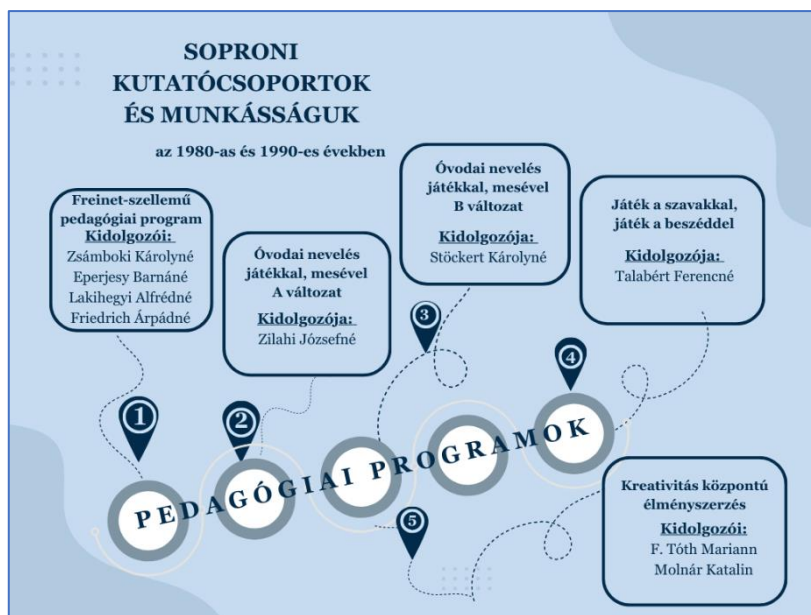 SOPRONI
KUTATÓCSOPORTOK
ÉS MUNKÁSSÁGUK
az 1980-as és 1990-es években
Freinet-szellemű
pedagógiai program
Kidolgozói:
Zsámboki Károlyné
Eperjesy Barnáné
Lakihegyi Alfrédné
Friedrich Árpádné
Óvodai nevelés
játékkal, mesével
A változat
Kidolgozója:
Zilahi Józsefné
Óvodai nevelés
játékkal, mesével
B változat
Kidolgozója:
Stöckert Károlyné
Játék a szavakkal,
játék a beszéddel
Kidolgozója:
Talabért Ferencné
1
2
3
4
PEDAGÓGIAI PROGRAMOK
5
Kreativitás központú
élményszerzés
Kidolgozói:
F. Tóth Mariann
Molnár Katalin